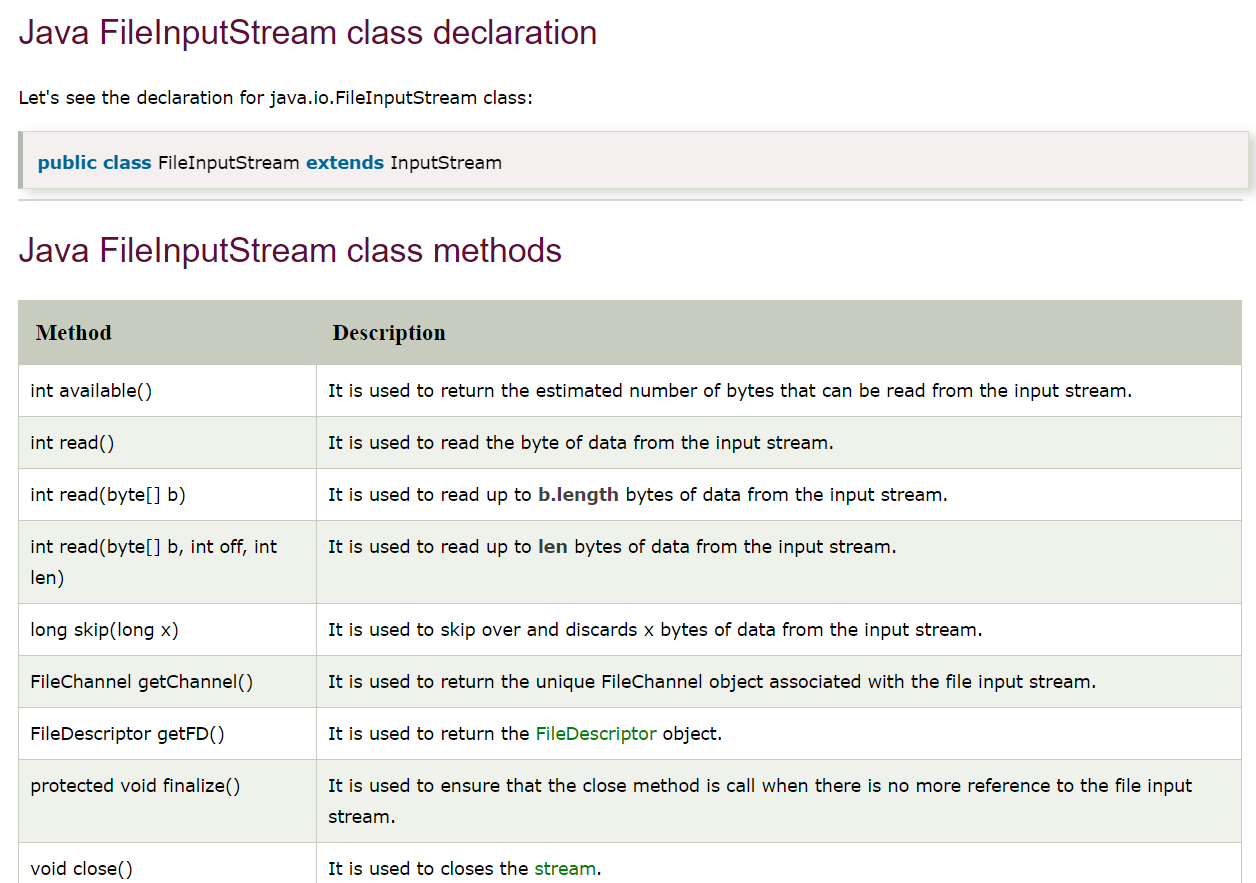 Java FileInputStream class declaration
Let's see the declaration for java.io.FileInputStream class:
public class FileInputStream extends InputStream
Java FileInputStream class methods
Method Description
int available() It is used to return the estimated number of bytes that can be read from the input stream.
int read() It is used to read the byte of data from the input stream.
int read(byte[] b) It is used to read up to b.length bytes of data from the input stream.
int read(byte[] b, int off, int It is used to read up to len bytes of data from the input stream.
len)
long skip(long x) It is used to skip over and discards x bytes of data from the input stream.
FileChannel getChannel() It is used to return the unique FileChannel object associated with the file input stream.
FileDescriptor getFD() It is used to return the FileDescriptor object.
protected void finalize() It is used to ensure that the close method is call when there is no more reference to the file input
stream.
void close() It is used to closes the stream.